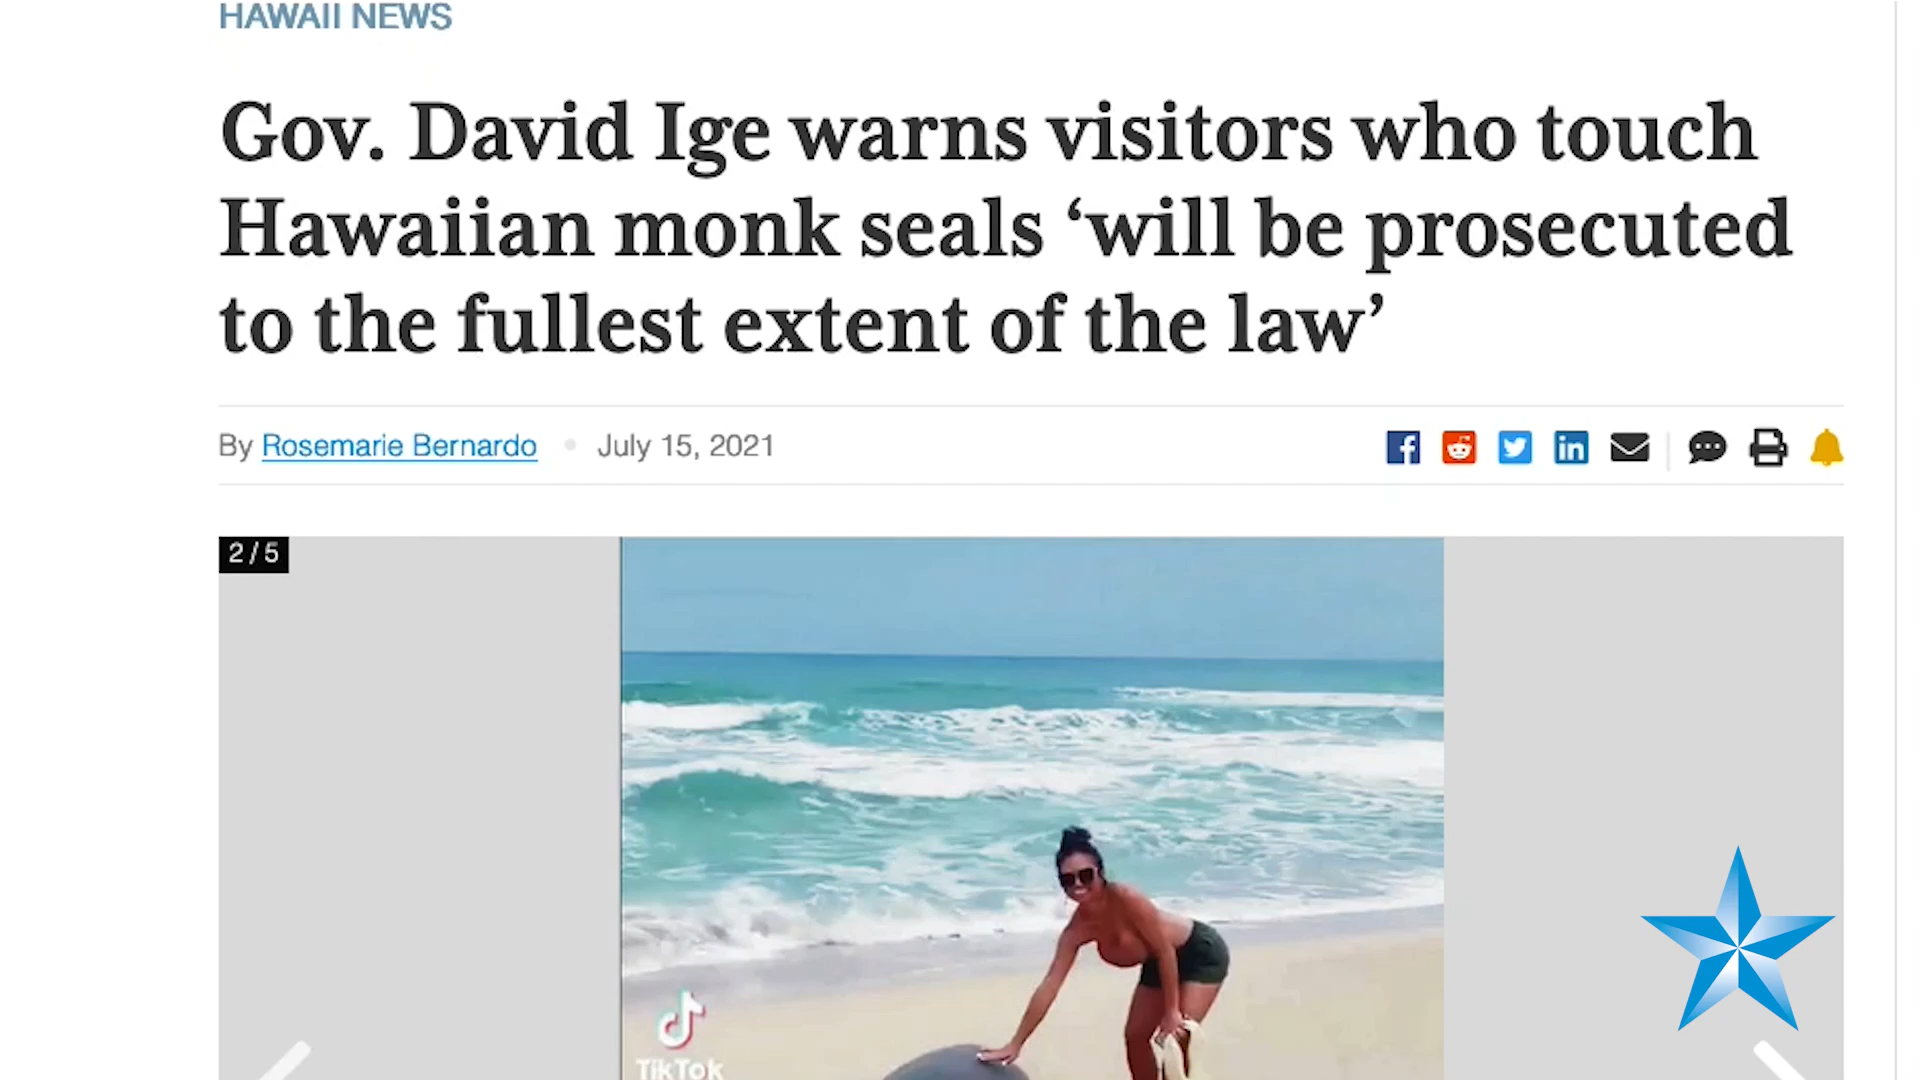 HAWAII NEWS
Gov. David Ige warns visitors who touch
Hawaiian monk seals ‘will be prosecuted
to the fullest extent of the law’
By Rosemarie Bernardo • July 15, 2021
2/5
TikTok